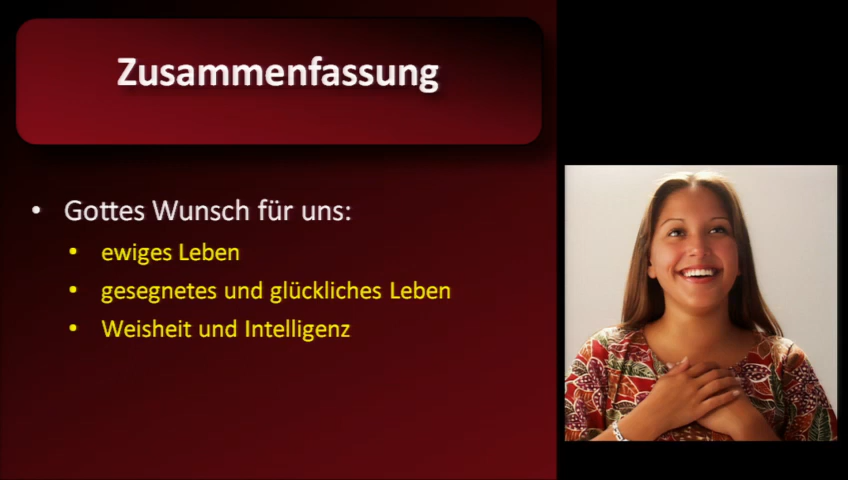 Zusammenfassung
• Gottes Wunsch für uns:
• ewiges Leben
• gesegnetes und glückliches Leben
• Weisheit und Intelligenz